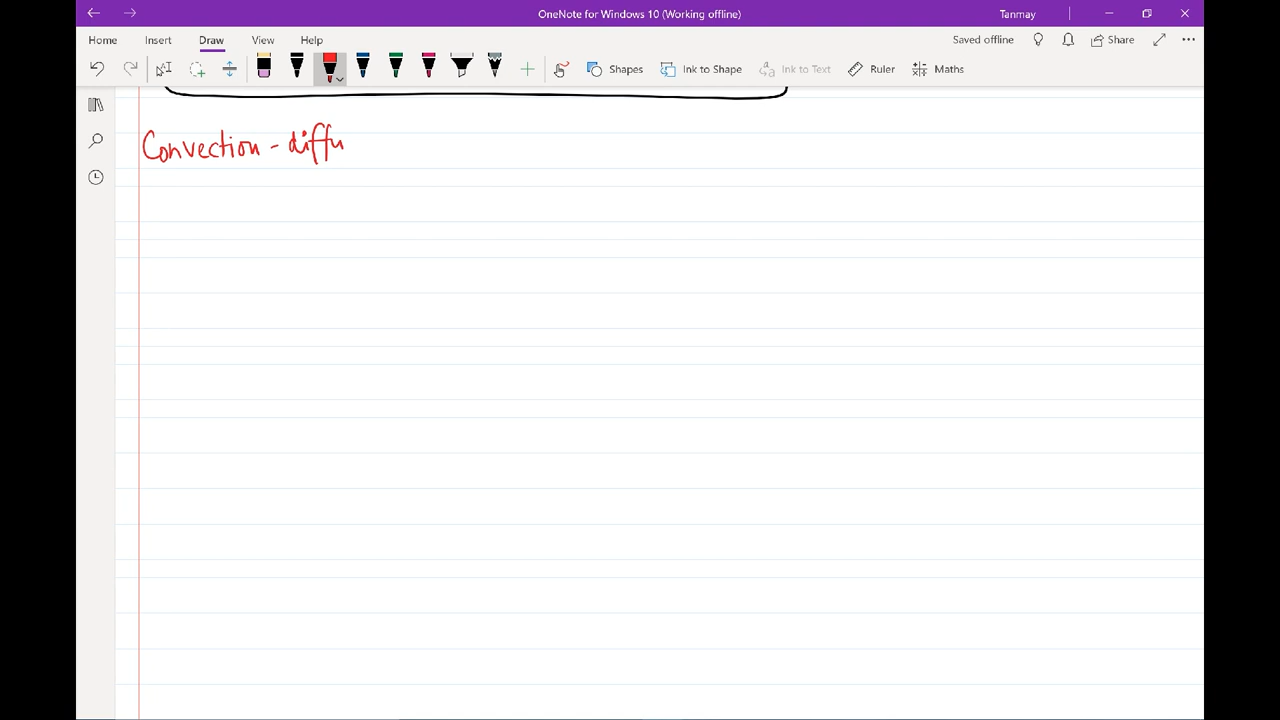 OneNote for Windows 10 (Working offline)
Tanmay
Home Insert Draw View Help
Saved offline
Share
Shapes
Ink to Shape
Ink to Text
Ruler
Maths
Convection - diffu